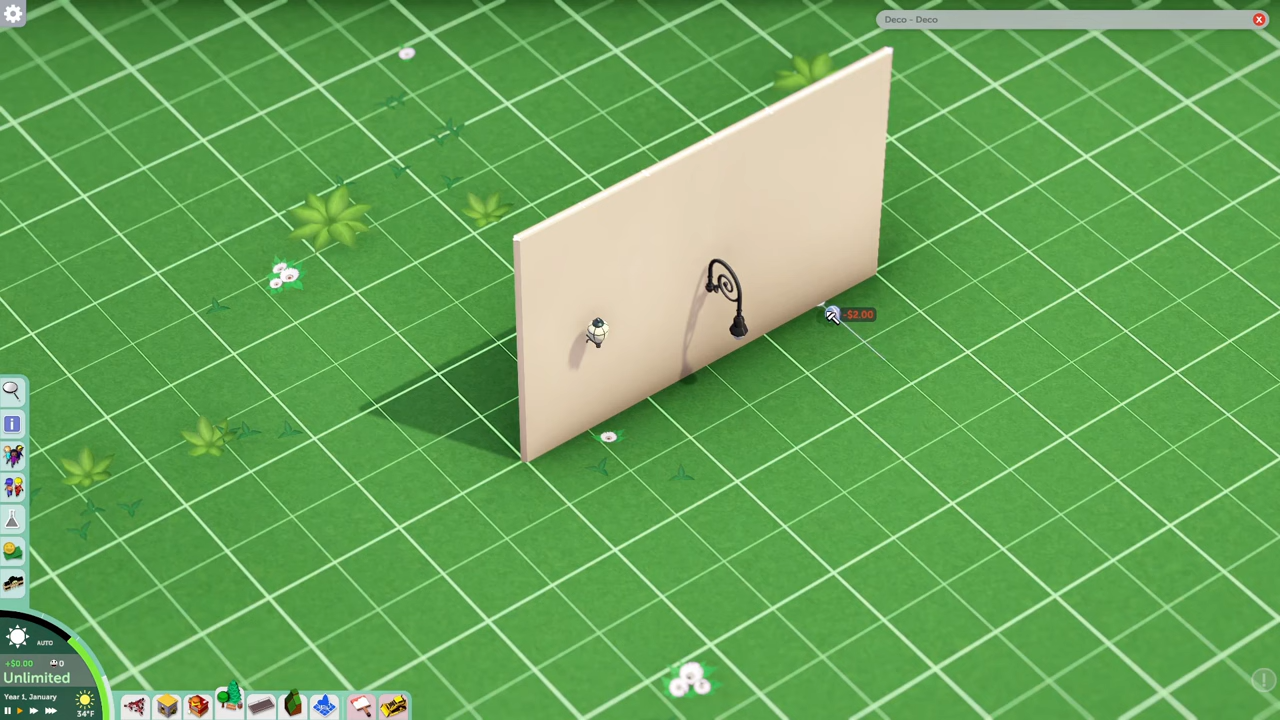 Deco - Deco
-$2.00
AUTO
+$0.00 0
Unlimited
Year 1, January
34°F